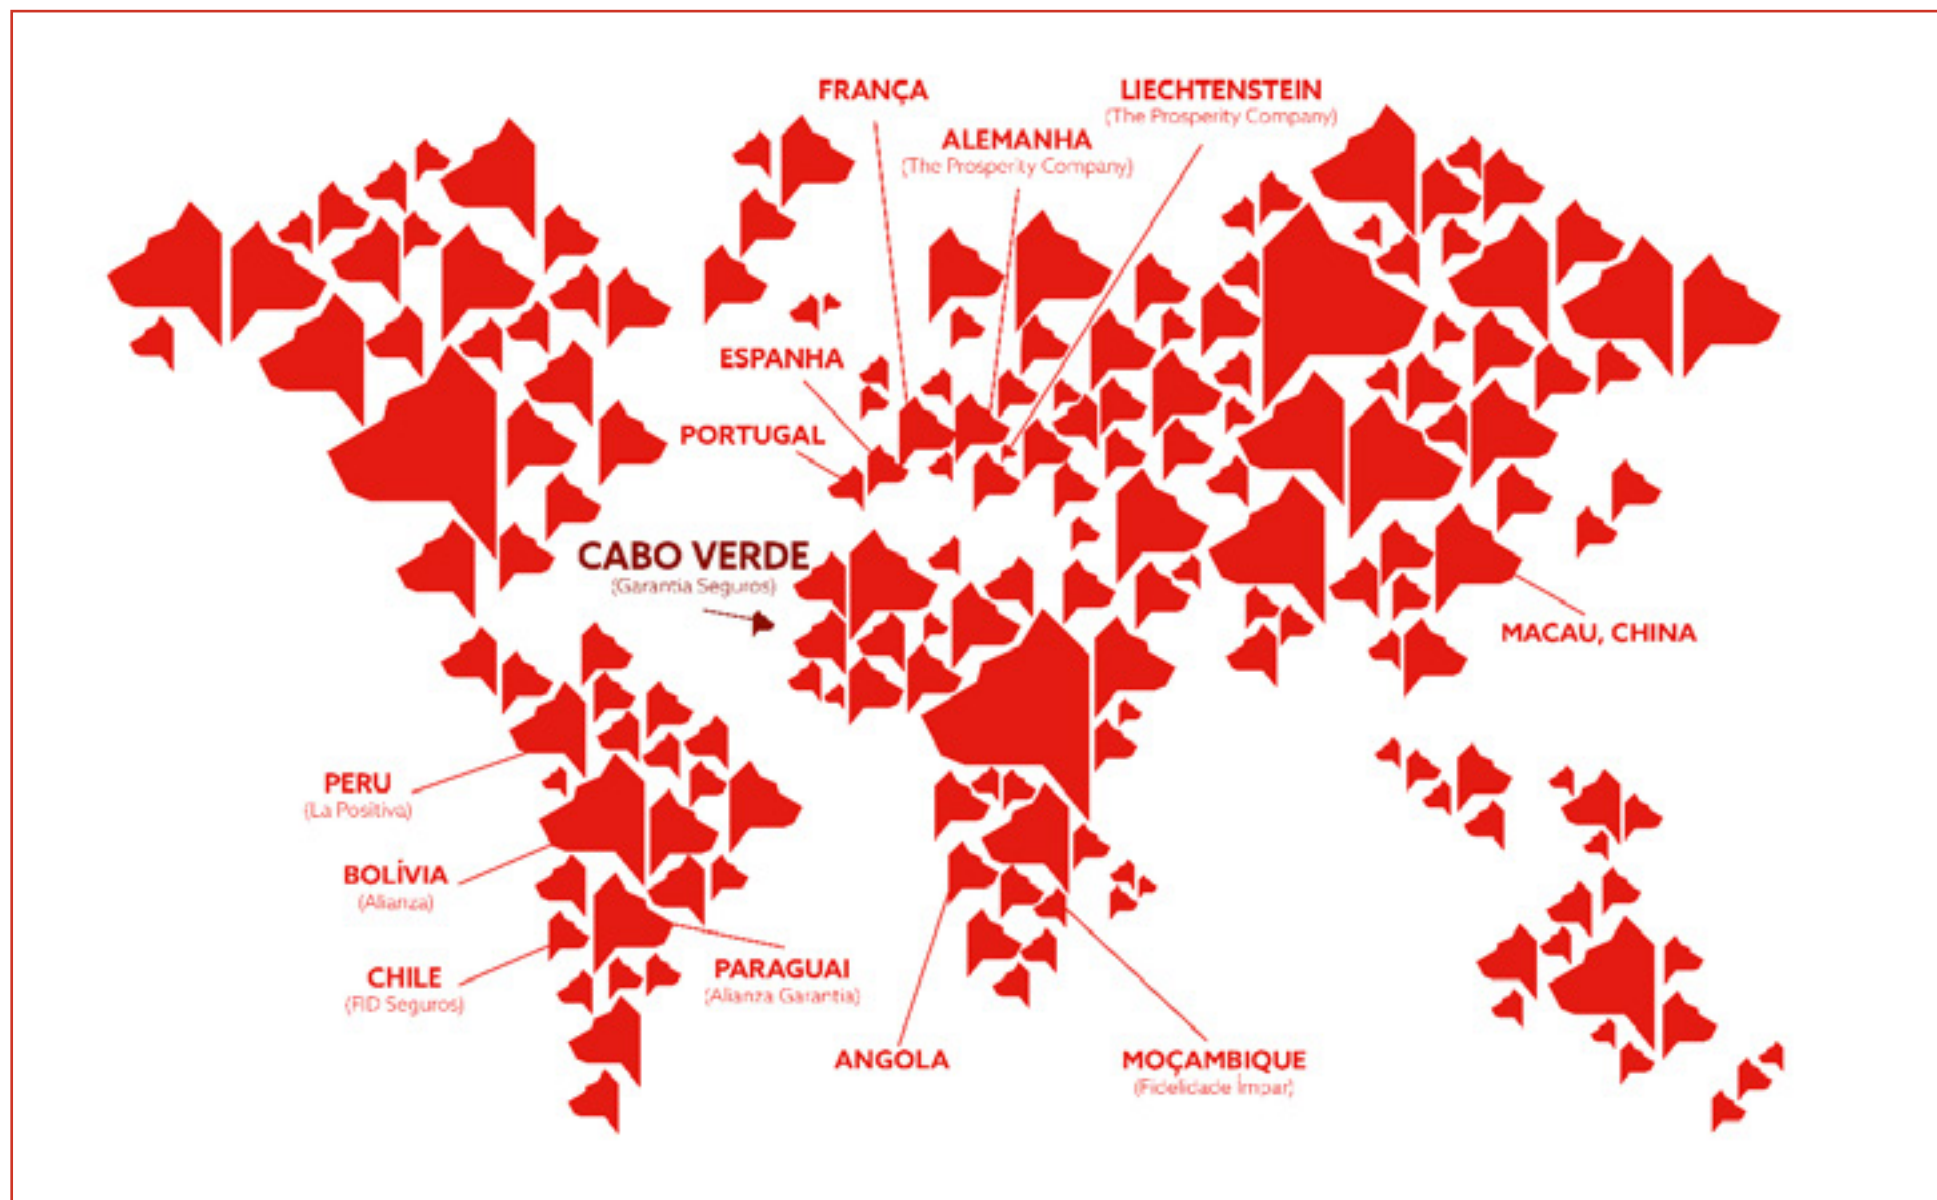 FRANÇA
LIECHTENSTEIN
(The Prosperity Company)
ALEMANHA
(The Prosperity Company)
ESPANHA
PORTUGAL
CABO VERDE
(Garantia Seguros)
MACAU, CHINA
PERU
(La Positiva)
BOLÍVIA
(Alianza)
CHILE
(FID Seguros)
PARAGUAI
(Alianza Garantia)
ANGOLA
MOÇAMBIQUE
(Fidelidade Ímpar)